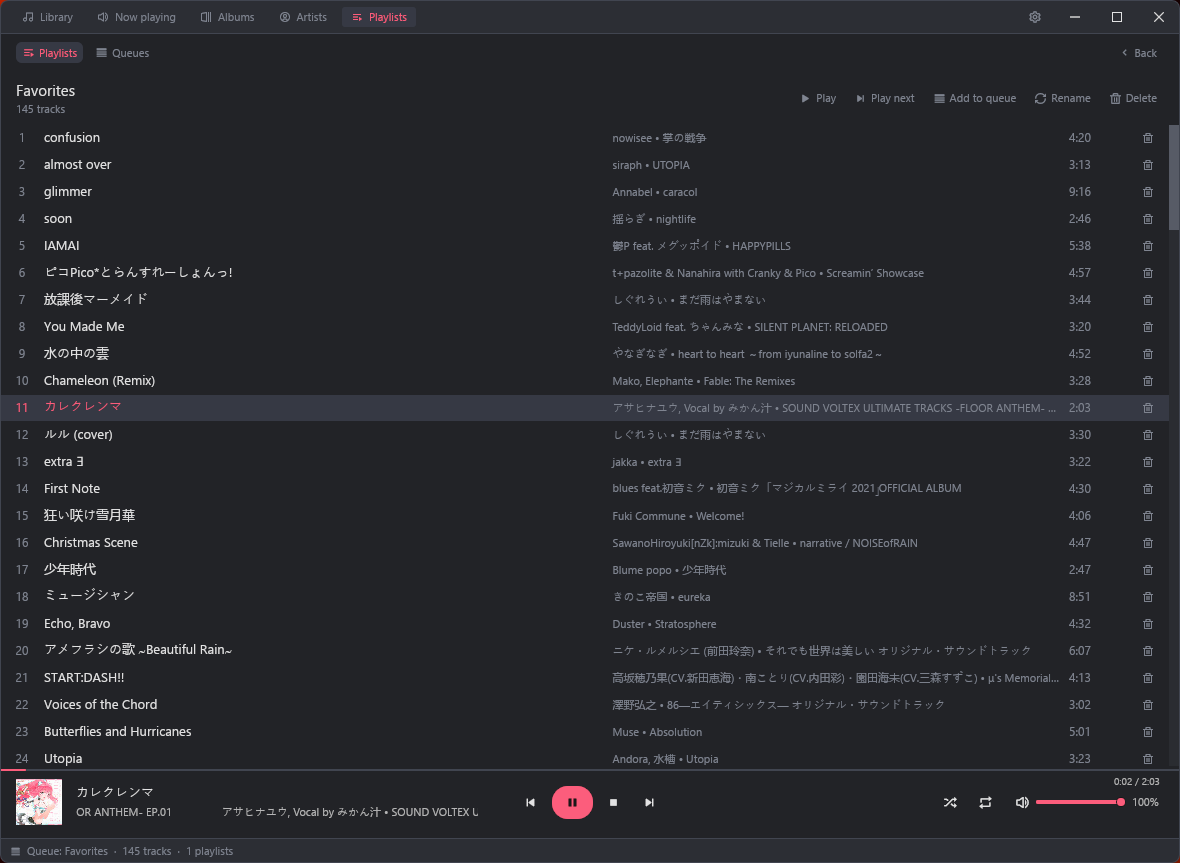 Library Now playing Albums Artists Playlists
Playlists Queues Back
Favorites
145 tracks
Play Play next Add to queue Rename Delete
1 confusion nowisee • 掌の戦争 4:20
2 almost over siraph • UTOPIA 3:13
3 glimmer Annabel • caracol 9:16
4 soon 揺らぎ • nightlife 2:46
5 IAMAI 鬱P feat. メグッポイド • HAPPYPILLS 5:38
6 ピコPico*とらんすれーしょんっ! t+pazolite & Nanahira with Cranky & Pico • Screamin' Showcase 4:57
7 放課後マーメイド しぐれうい • まだ雨はやまない 3:44
8 You Made Me TeddyLoid feat. ちゃんみな • SILENT PLANET: RELOADED 3:20
9 水の中の雲 やなぎなぎ • heart to heart ～from iyunaline to solfa2～ 4:52
10 Chameleon (Remix) Mako, Elephante • Fable: The Remixes 3:28
11 カレクレンマ アサヒナユウ, Vocal by みかん汁 • SOUND VOLTEX ULTIMATE TRACKS -FLOOR ANTHEM- ... 2:03
12 ルル (cover) しぐれうい • まだ雨はやまない 3:30
13 extra ∃ jakka • extra ∃ 3:22
14 First Note blues feat.初音ミク • 初音ミク「マジカルミライ 2021」OFFICIAL ALBUM 4:30
15 狂い咲け雪月華 Fuki Commune • Welcome! 4:06
16 Christmas Scene SawanoHiroyuki[nZk]:mizuki & Tielle • narrative / NOISEofRAIN 4:47
17 少年時代 Blume popo • 少年時代 2:47
18 ミュージシャン きのこ帝国 • eureka 8:51
19 Echo, Bravo Duster • Stratosphere 4:32
20 アメフラシの歌 ~Beautiful Rain~ ニケ・ルメルシエ (前田玲奈) • それでも世界は美しい オリジナル・サウンドトラック 6:07
21 START:DASH!! 高坂穂乃果(CV.新田恵海)・南ことり(CV.内田彩)・園田海未(CV.三森すずこ) • μ's Memorial... 4:13
22 Voices of the Chord 澤野弘之 • 86―エイティシックス― オリジナル・サウンドトラック 3:02
23 Butterflies and Hurricanes Muse • Absolution 5:01
24 Utopia Andora, 水槽 • Utopia 3:23
0:02 / 2:03
カレクレンマ
OR ANTHEM- EP.01 アサヒナユウ, Vocal by みかん汁 • SOUND VOLTEX U
100%
Queue: Favorites · 145 tracks · 1 playlists